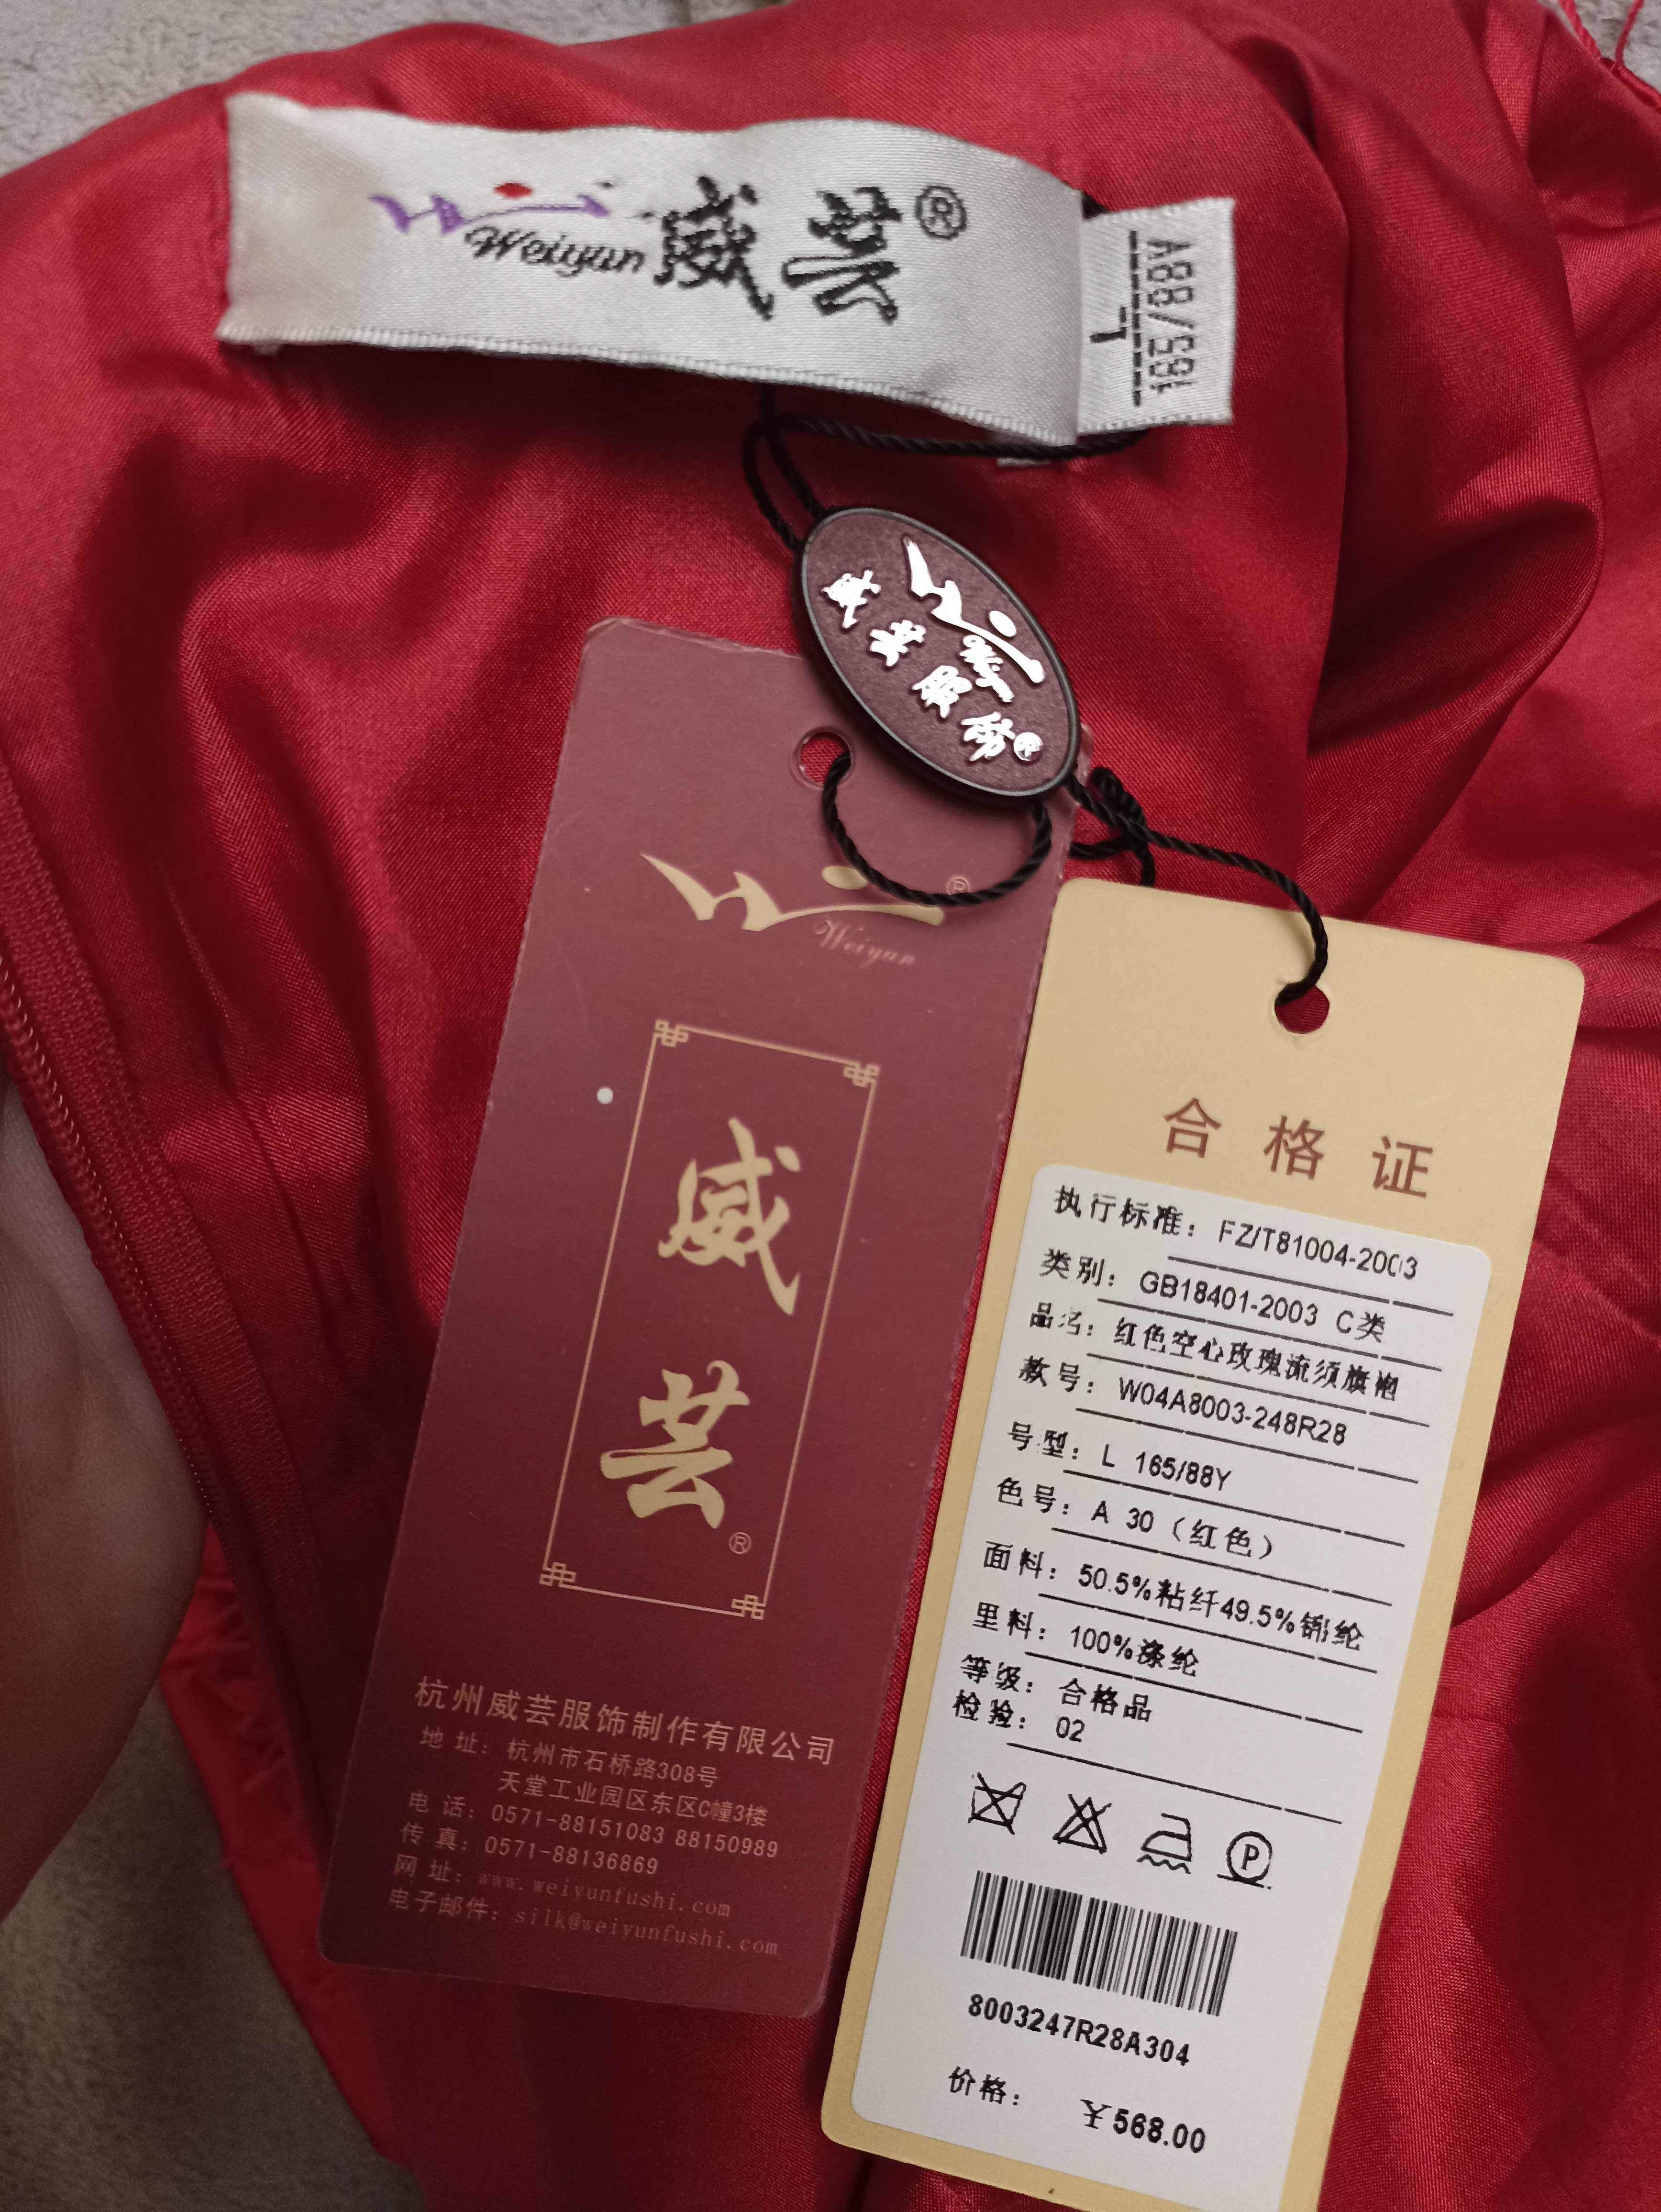 Weiyun 威芸®
165/88A
L
威芸服飾®
®
Weiyun
威
芸
®
杭州威芸服饰制作有限公司
地 址：杭州市石桥路308号
天堂工业园区东区C幢3楼
电 话：0571-88151083 88150989
传 真：0571-88136869
网 址：www.weiyunfushi.com
电子邮件：silk@weiyunfushi.com
合格证
执行标准：FZ/T81004-2003
类别：GB18401-2003 C类
品名：红色空心玫瑰流须旗袍
款号：W04A8003-248R28
号型：L 165/88Y
色号：A 30（红色）
面料：50.5%粘纤49.5%锦纶
里料：100%涤纶
等级：合格品
检验：02
P
8003247R28A304
价格：￥568.00